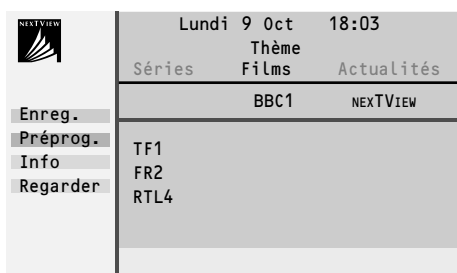 NEXTVIEW
Lundi 9 Oct 18:03
Thème
Séries Films Actualités
BBC1 NEXTVIEW
Enreg.
Préprog.
Info
Regarder
TF1
FR2
RTL4